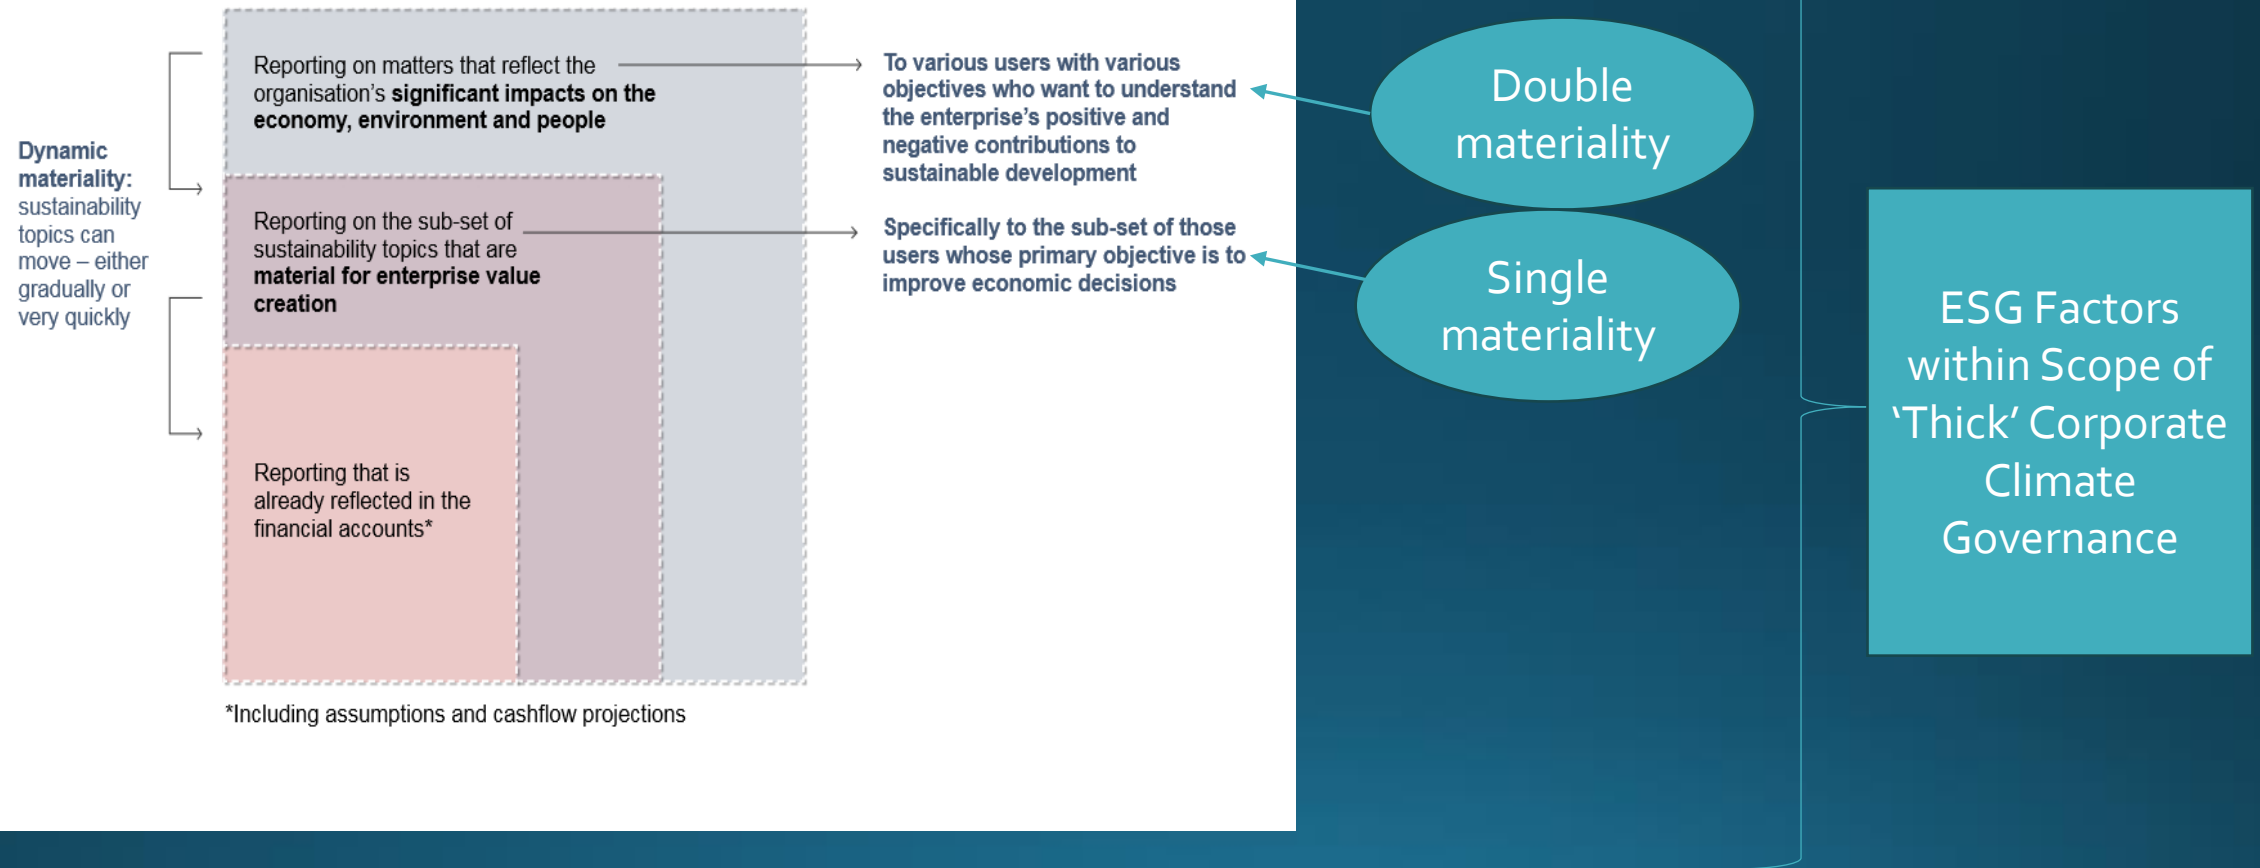 Dynamic
materiality:
sustainability
topics can
move – either
gradually or
very quickly
Reporting on matters that reflect the
organisation’s significant impacts on the
economy, environment and people
Reporting on the sub-set of
sustainability topics that are
material for enterprise value
creation
Reporting that is
already reflected in the
financial accounts*
*Including assumptions and cashflow projections
To various users with various
objectives who want to understand
the enterprise’s positive and
negative contributions to
sustainable development
Specifically to the sub-set of those
users whose primary objective is to
improve economic decisions
Double
materiality
Single
materiality
ESG Factors
within Scope of
‘Thick’ Corporate
Climate
Governance